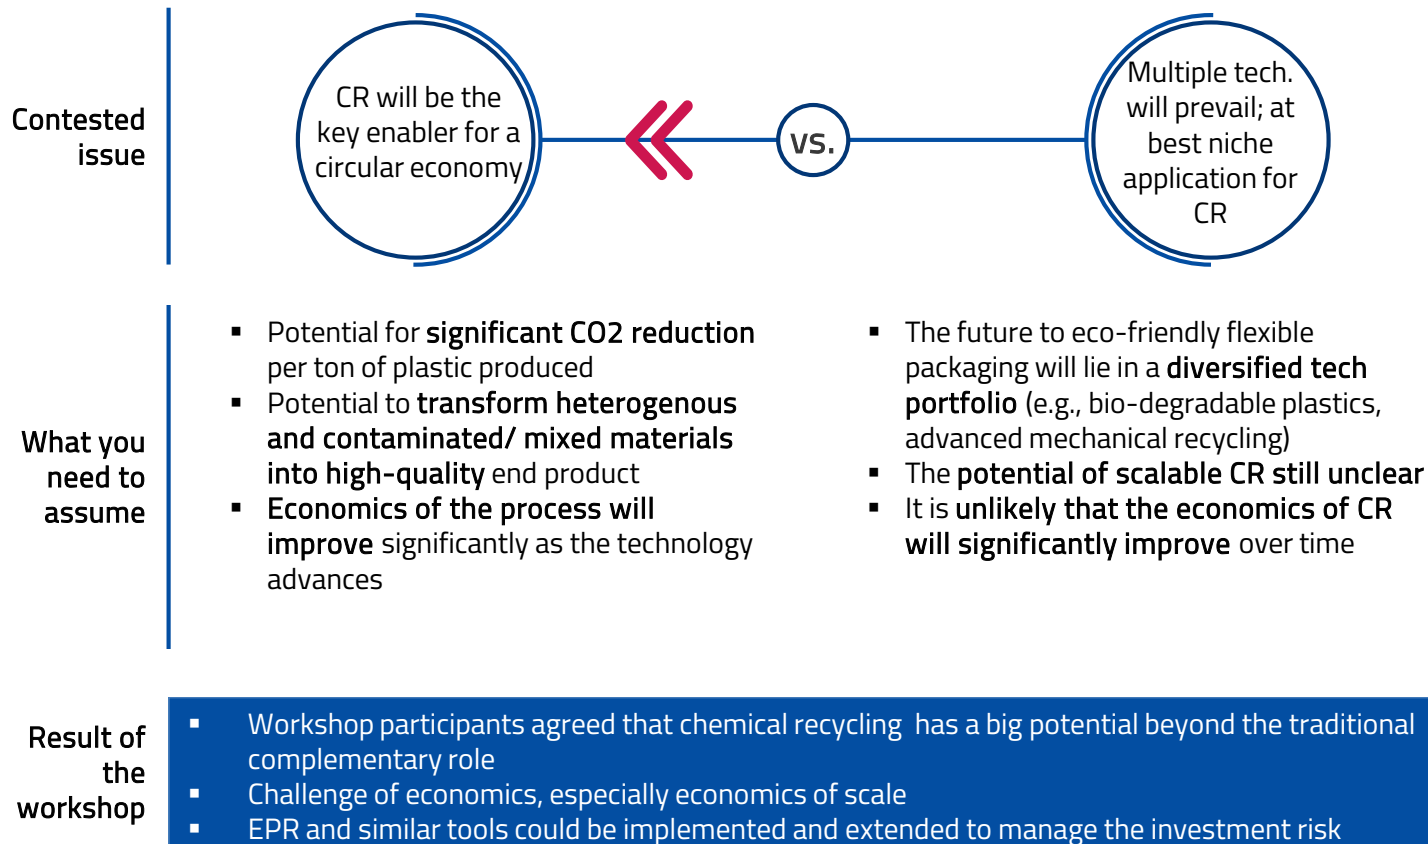 Contested
issue
CR will be the
key enabler for a
circular economy
vs.
Multiple tech.
will prevail; at
best niche
application for
CR
What you
need to
assume
▪ Potential for significant CO2 reduction
per ton of plastic produced
▪ Potential to transform heterogenous
and contaminated/ mixed materials
into high-quality end product
▪ Economics of the process will
improve significantly as the technology
advances
▪ The future to eco-friendly flexible
packaging will lie in a diversified tech
portfolio (e.g., bio-degradable plastics,
advanced mechanical recycling)
▪ The potential of scalable CR still unclear
▪ It is unlikely that the economics of CR
will significantly improve over time
Result of
the
workshop
▪ Workshop participants agreed that chemical recycling  has a big potential beyond the traditional
complementary role
▪ Challenge of economics, especially economics of scale
▪ EPR and similar tools could be implemented and extended to manage the investment risk